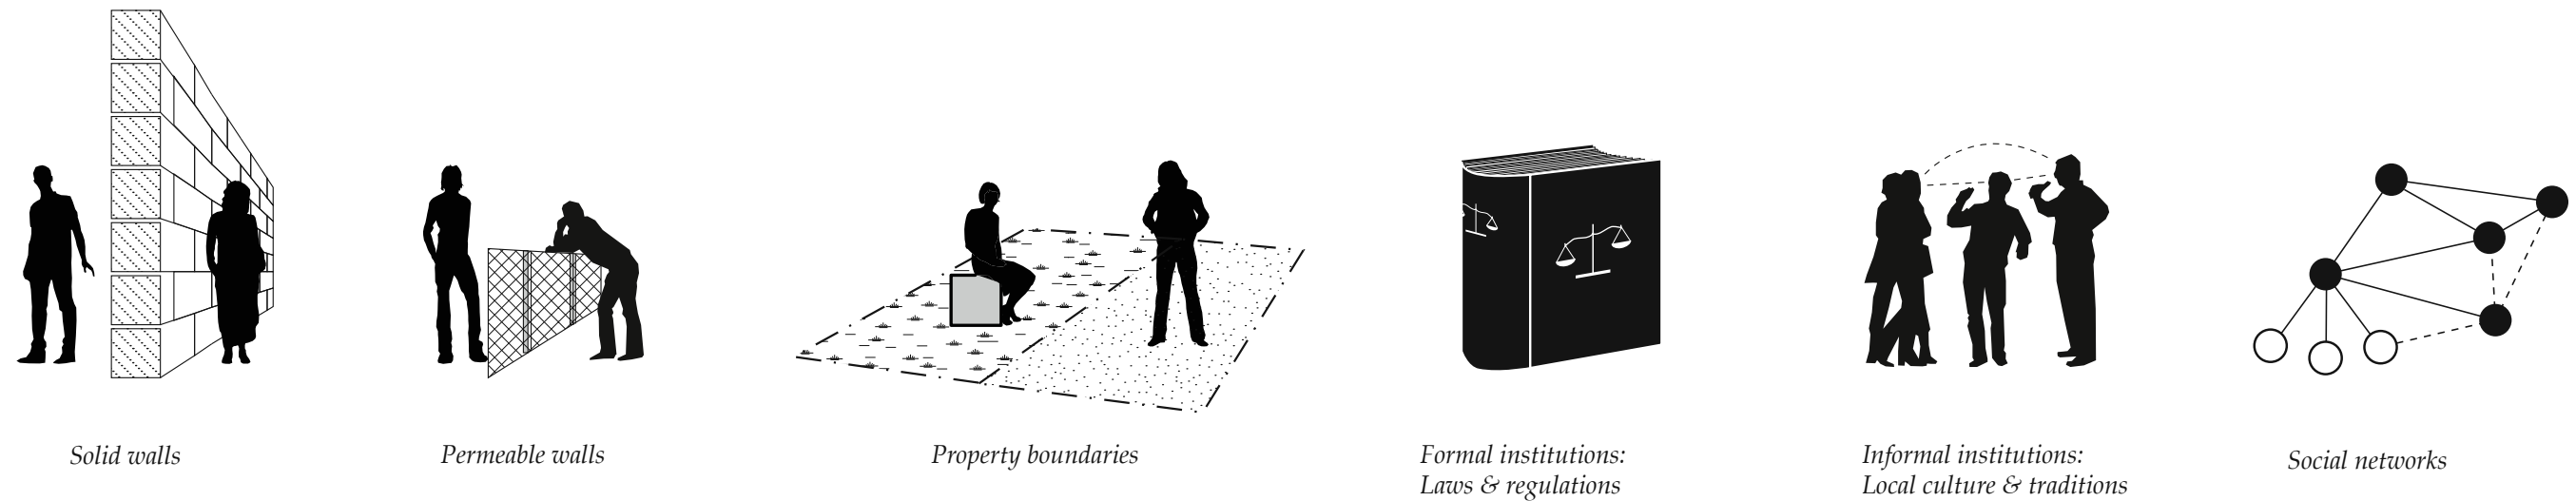 Solid walls
Permeable walls
Property boundaries
Formal institutions:
Laws & regulations
Informal institutions:
Local culture & traditions
Social networks